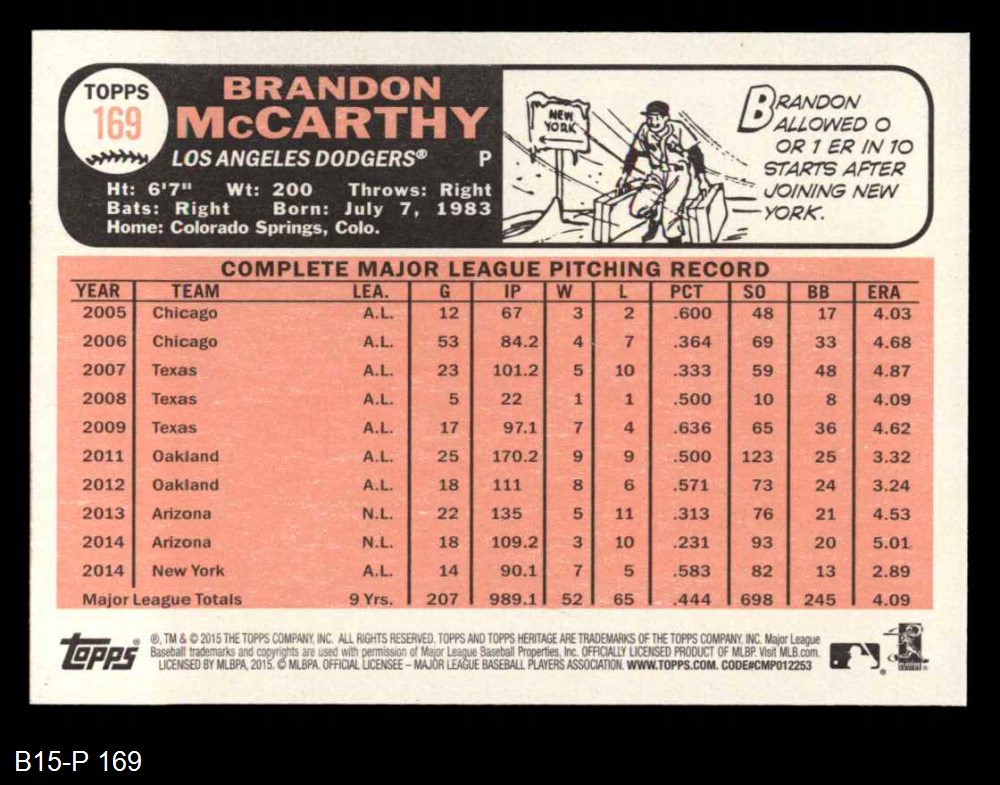 TOPPS
169
BRANDON
McCARTHY
LOS ANGELES DODGERS® P
Ht: 6'7" Wt: 200 Throws: Right
Bats: Right Born: July 7, 1983
Home: Colorado Springs, Colo.
NEW
YORK
BRANDON
ALLOWED 0
OR 1 ER IN 10
STARTS AFTER
JOINING NEW
YORK.
COMPLETE MAJOR LEAGUE PITCHING RECORD
YEAR TEAM LEA. G IP W L PCT SO BB ERA
2005 Chicago A.L. 12 67 3 2 .600 48 17 4.03
2006 Chicago A.L. 53 84.2 4 7 .364 69 33 4.68
2007 Texas A.L. 23 101.2 5 10 .333 59 48 4.87
2008 Texas A.L. 5 22 1 1 .500 10 8 4.09
2009 Texas A.L. 17 97.1 7 4 .636 65 36 4.62
2011 Oakland A.L. 25 170.2 9 9 .500 123 25 3.32
2012 Oakland A.L. 18 111 8 6 .571 73 24 3.24
2013 Arizona N.L. 22 135 5 11 .313 76 21 4.53
2014 Arizona N.L. 18 109.2 3 10 .231 93 20 5.01
2014 New York A.L. 14 90.1 7 5 .583 82 13 2.89
Major League Totals 9 Yrs. 207 989.1 52 65 .444 698 245 4.09
topps®
®, TM & © 2015 THE TOPPS COMPANY, INC. ALL RIGHTS RESERVED. TOPPS AND TOPPS HERITAGE ARE TRADEMARKS OF THE TOPPS COMPANY, INC. Major League
Baseball trademarks and copyrights are used with permission of Major League Baseball Properties, Inc. OFFICIALLY LICENSED PRODUCT OF MLBP. Visit MLB.com.
LICENSED BY MLBPA, 2015. © MLBPA. OFFICIAL LICENSEE – MAJOR LEAGUE BASEBALL PLAYERS ASSOCIATION. WWW.TOPPS.COM. CODE#CMP012253
B15-P 169